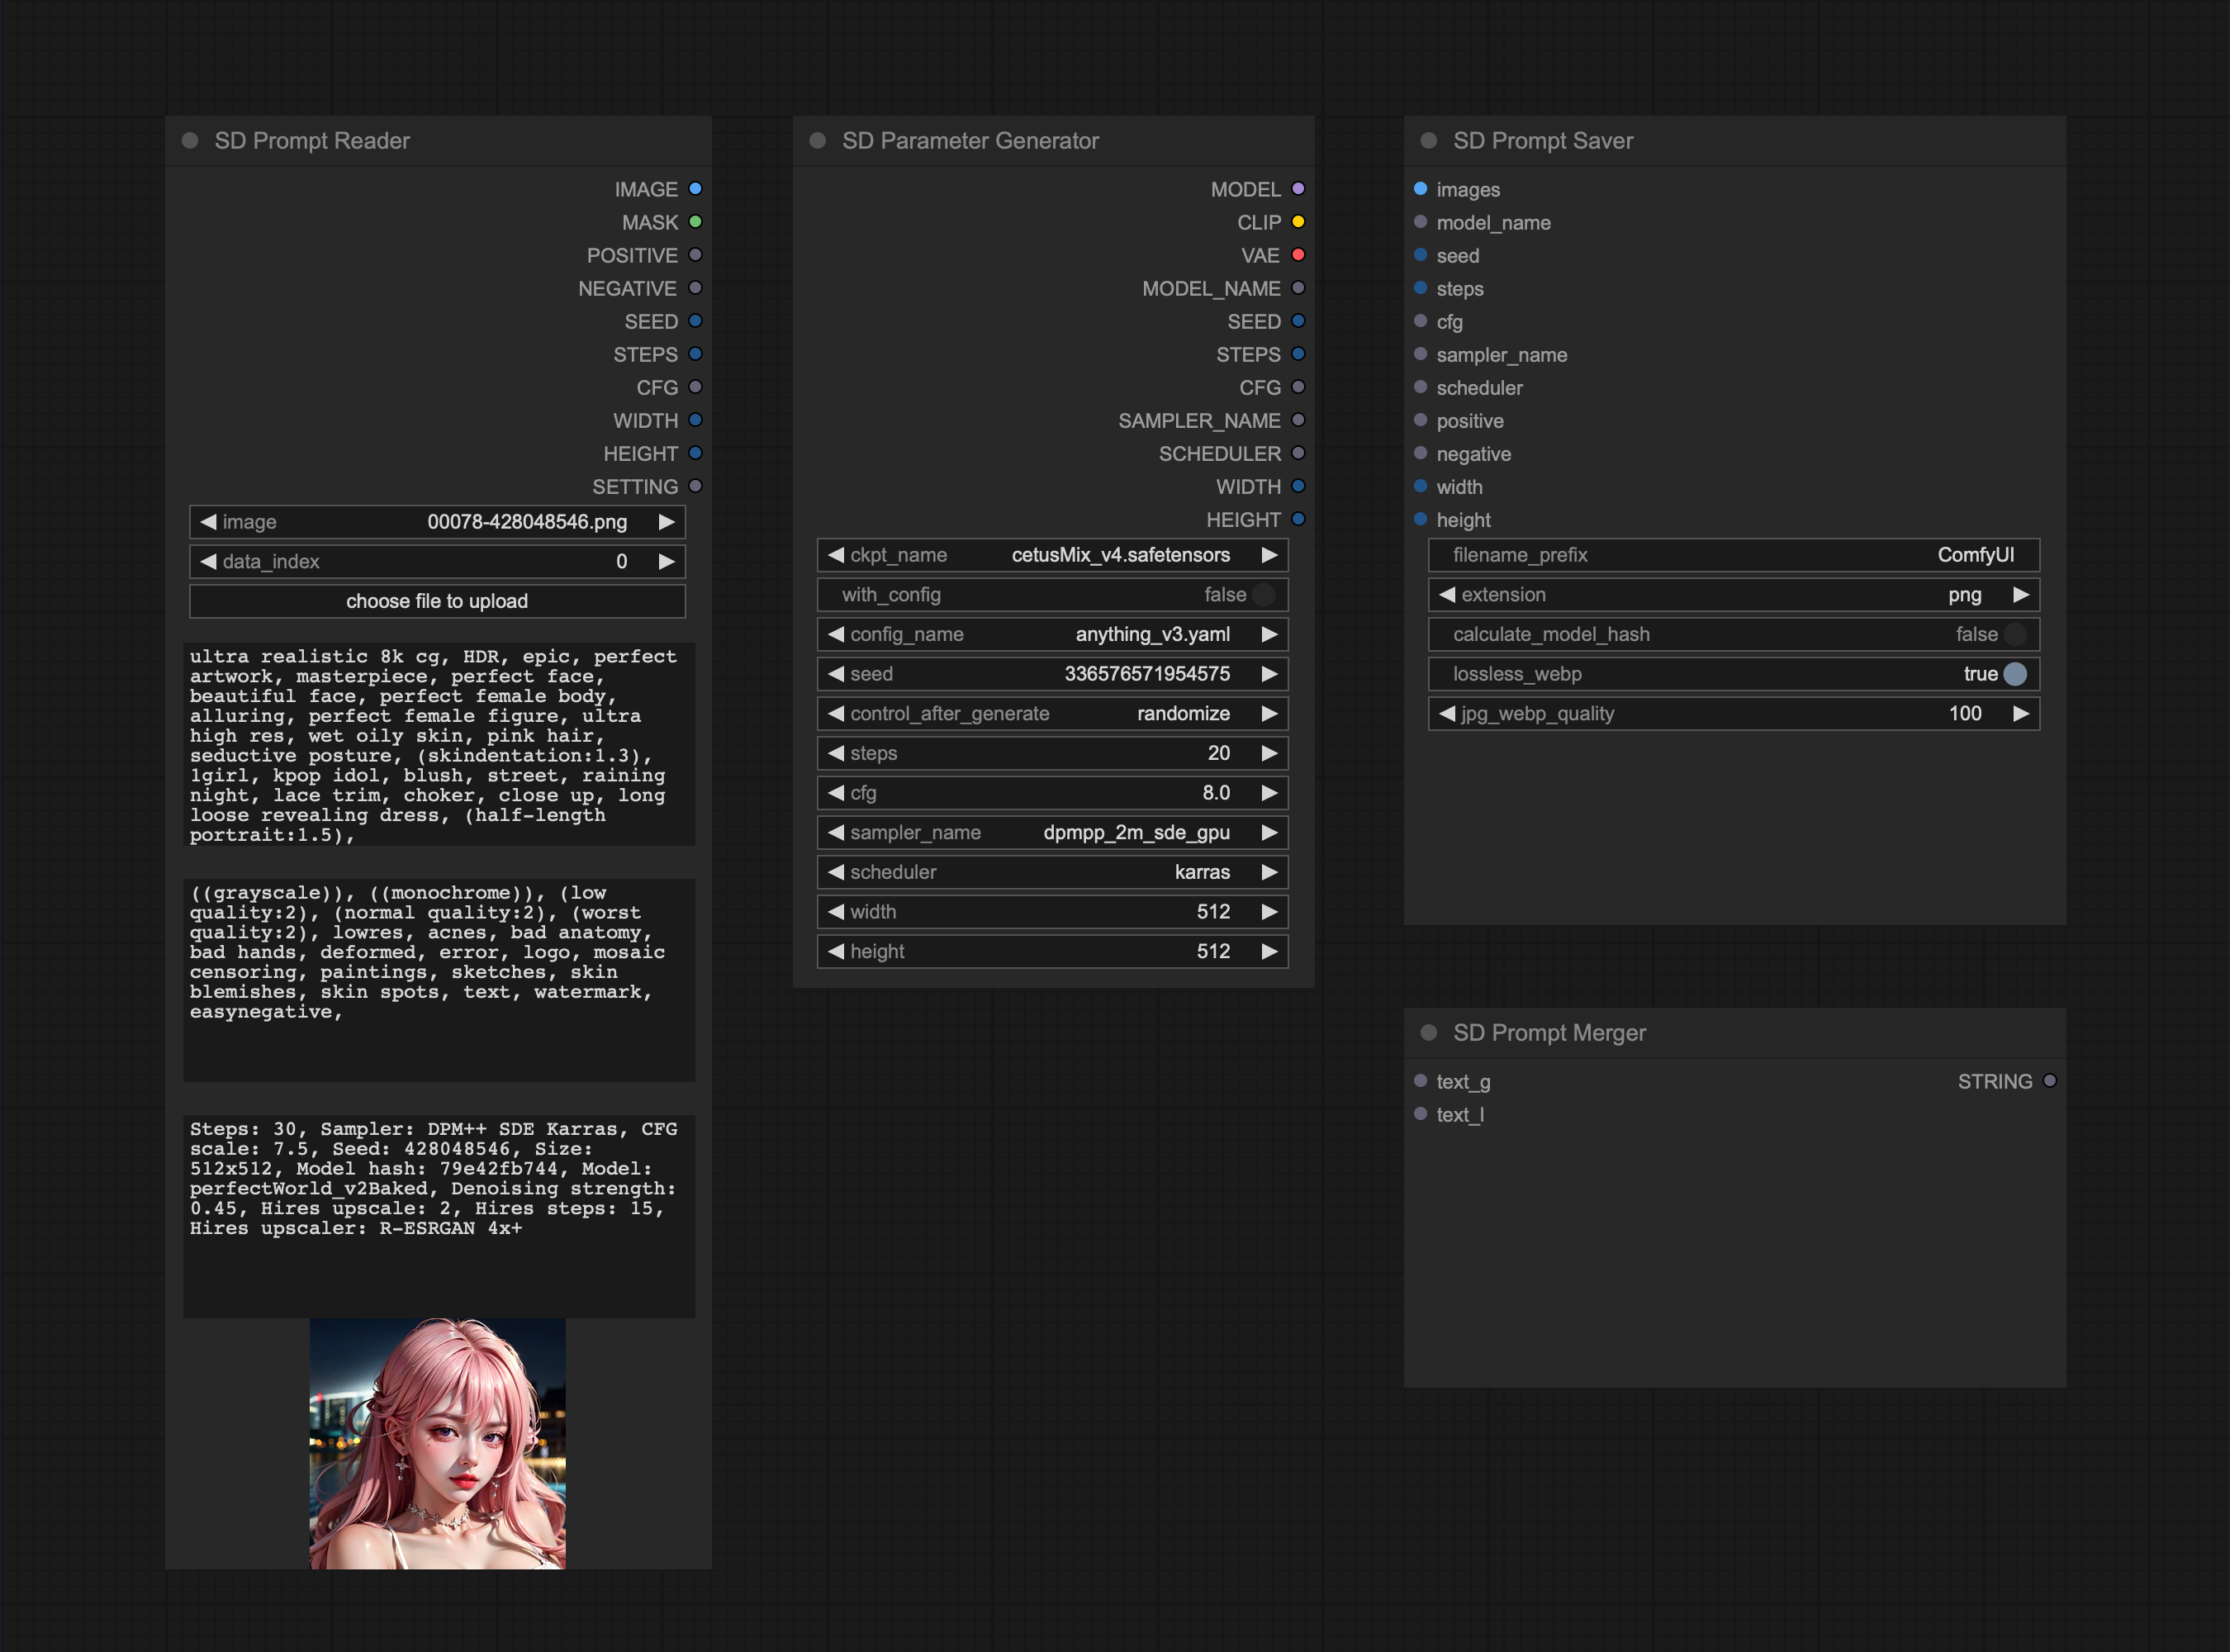 SD Prompt Reader
IMAGE
MASK
POSITIVE
NEGATIVE
SEED
STEPS
CFG
WIDTH
HEIGHT
SETTING
image 00078-428048546.png
data_index 0
choose file to upload
ultra realistic 8k cg, HDR, epic, perfect
artwork, masterpiece, perfect face,
beautiful face, perfect female body,
alluring, perfect female figure, ultra
high res, wet oily skin, pink hair,
seductive posture, (skindentation:1.3),
1girl, kpop idol, blush, street, raining
night, lace trim, choker, close up, long
loose revealing dress, (half-length
portrait:1.5),
((grayscale)), ((monochrome)), (low
quality:2), (normal quality:2), (worst
quality:2), lowres, acnes, bad anatomy,
bad hands, deformed, error, logo, mosaic
censoring, paintings, sketches, skin
blemishes, skin spots, text, watermark,
easynegative,
Steps: 30, Sampler: DPM++ SDE Karras, CFG
scale: 7.5, Seed: 428048546, Size:
512x512, Model hash: 79e42fb744, Model:
perfectWorld_v2Baked, Denoising strength:
0.45, Hires upscale: 2, Hires steps: 15,
Hires upscaler: R-ESRGAN 4x+
SD Parameter Generator
MODEL
CLIP
VAE
MODEL_NAME
SEED
STEPS
CFG
SAMPLER_NAME
SCHEDULER
WIDTH
HEIGHT
ckpt_name cetusMix_v4.safetensors
with_config false
config_name anything_v3.yaml
seed 336576571954575
control_after_generate randomize
steps 20
cfg 8.0
sampler_name dpmpp_2m_sde_gpu
scheduler karras
width 512
height 512
SD Prompt Saver
images
model_name
seed
steps
cfg
sampler_name
scheduler
positive
negative
width
height
filename_prefix ComfyUI
extension png
calculate_model_hash false
lossless_webp true
jpg_webp_quality 100
SD Prompt Merger
text_g STRING
text_l